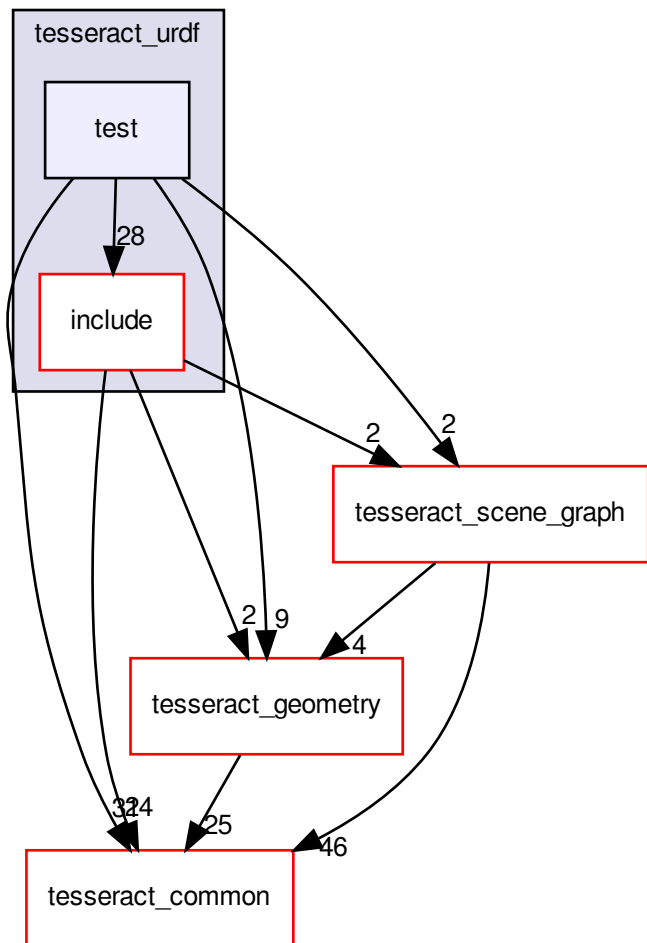 tesseract_urdf
test
28
include
2
2
tesseract_scene_graph
2
9
4
tesseract_geometry
25
46
tesseract_common